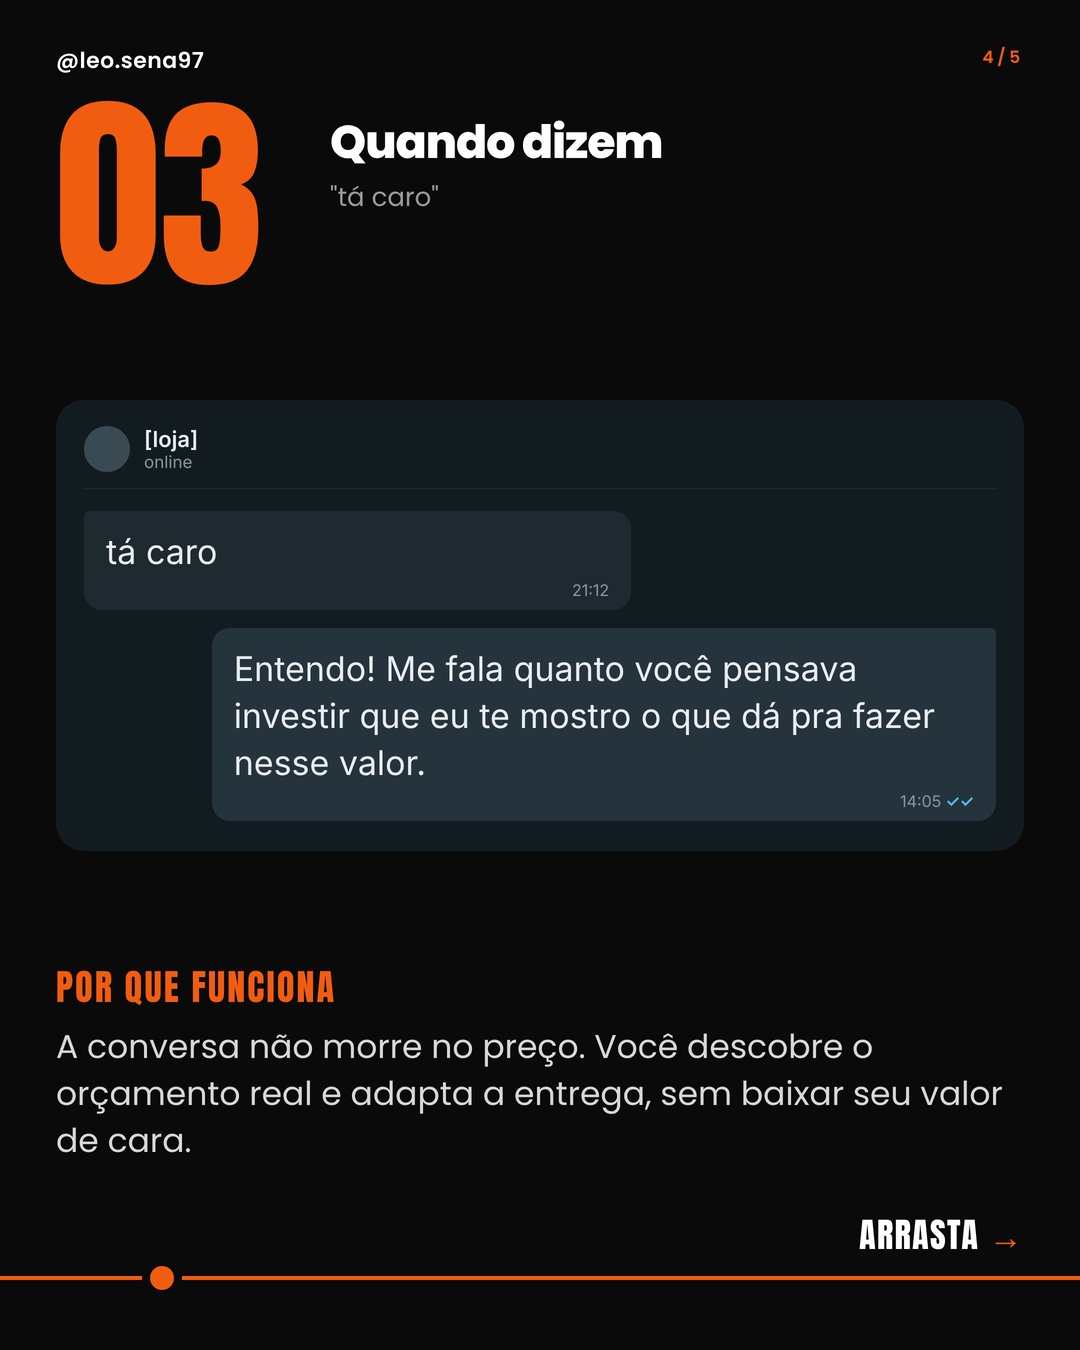 @leo.sena97
4 / 5
03
Quando dizem
"tá caro"
[loja]
online
tá caro
21:12
Entendo! Me fala quanto você pensava
investir que eu te mostro o que dá pra fazer
nesse valor.
14:05 ✓✓
POR QUE FUNCIONA
A conversa não morre no preço. Você descobre o
orçamento real e adapta a entrega, sem baixar seu valor
de cara.
ARRASTA →